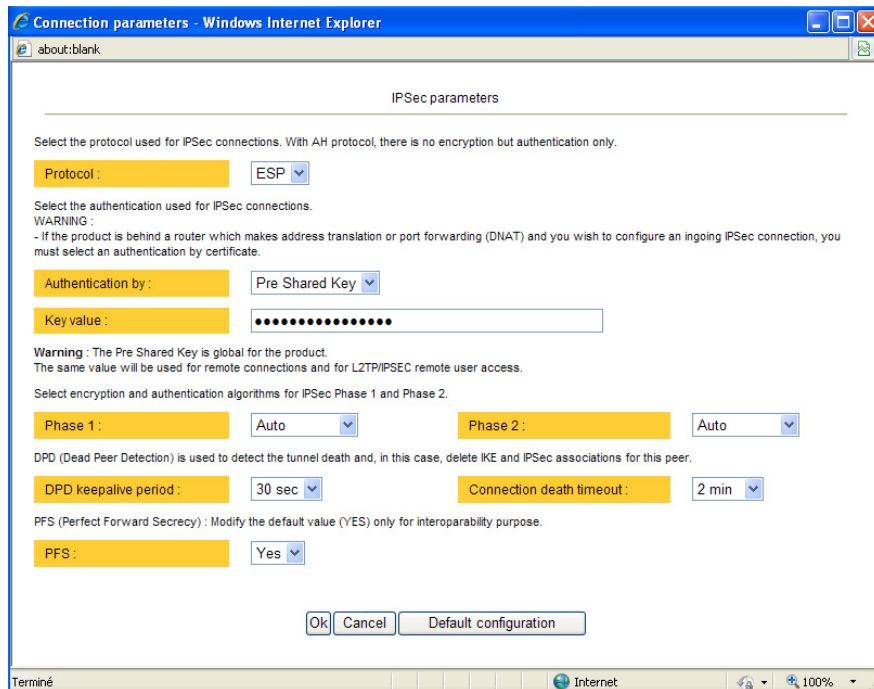 Connection parameters - Windows Internet Explorer
about:blank
IPSec parameters
Select the protocol used for IPSec connections. With AH protocol, there is no encryption but authentication only.
Protocol :
ESP
Select the authentication used for IPSec connections.
WARNING :
- If the product is behind a router which makes address translation or port forwarding (DNAT) and you wish to configure an ingoing IPSec connection, you
must select an authentication by certificate.
Authentication by :
Pre Shared Key
Key value :
••••••••••••••••
Warning : The Pre Shared Key is global for the product.
The same value will be used for remote connections and for L2TP/IPSEC remote user access.
Select encryption and authentication algorithms for IPSec Phase 1 and Phase 2.
Phase 1 :
Auto
Phase 2 :
Auto
DPD (Dead Peer Detection) is used to detect the tunnel death and, in this case, delete IKE and IPSec associations for this peer.
DPD keepalive period :
30 sec
Connection death timeout :
2 min
PFS (Perfect Forward Secrecy) : Modify the default value (YES) only for interoparability purpose.
PFS :
Yes
Ok
Cancel
Default configuration
Terminé
Internet
100%